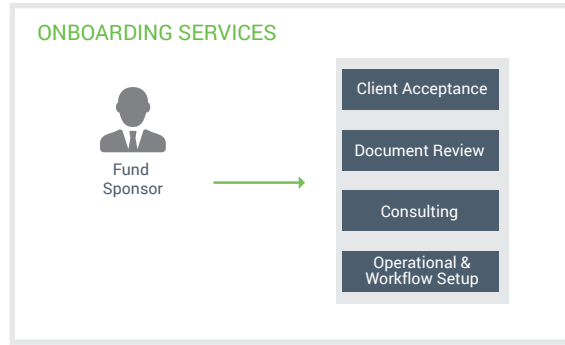 ONBOARDING SERVICES
Fund
Sponsor
Client Acceptance
Document Review
Consulting
Operational &
Workflow Setup